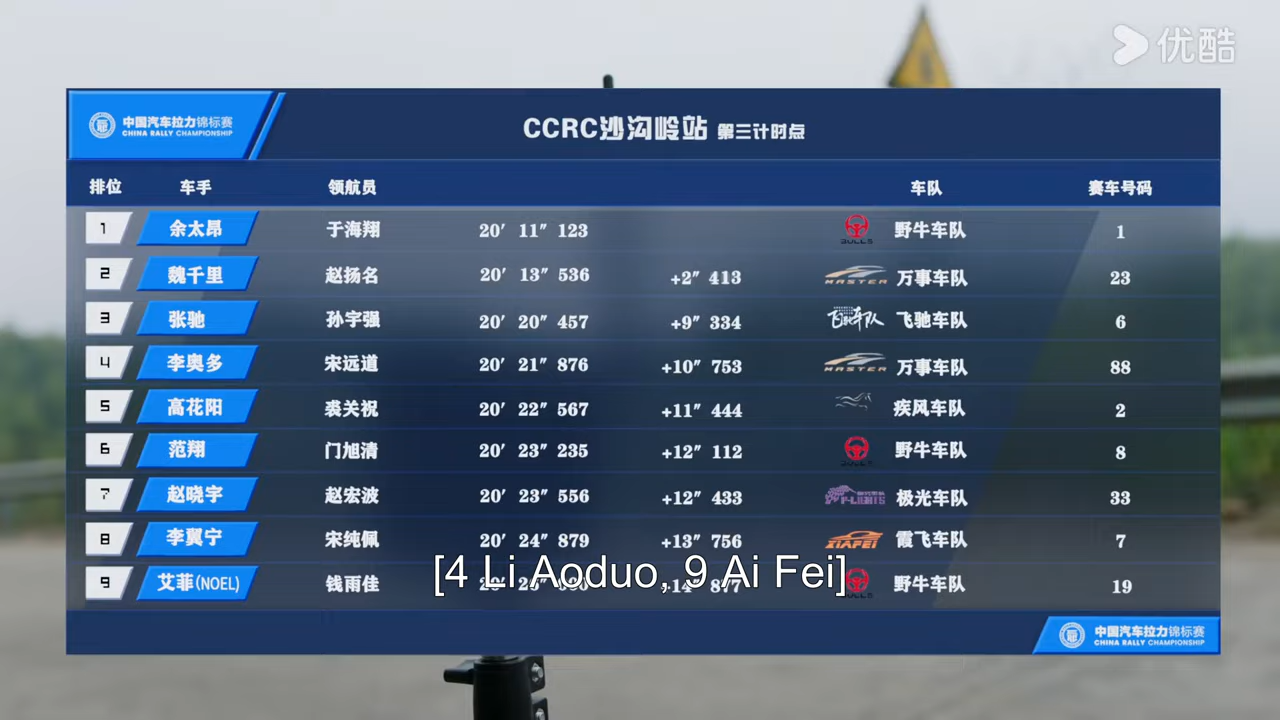 优酷
中国汽车拉力锦标赛
CHINA RALLY CHAMPIONSHIP
CCRC沙沟岭站 第三计时点
排位 车手 领航员 车队 赛车号码
1 余太昂 于海翔 20′ 11″ 123 BULLS 野牛车队 1
2 魏千里 赵扬名 20′ 13″ 536 +2″ 413 MASTER 万事车队 23
3 张驰 孙宇强 20′ 20″ 457 +9″ 334 飞驰车队 飞驰车队 6
4 李奥多 宋远道 20′ 21″ 876 +10″ 753 MASTER 万事车队 88
5 高花阳 裘关祝 20′ 22″ 567 +11″ 444 疾风车队 2
6 范翔 门旭清 20′ 23″ 235 +12″ 112 BULLS 野牛车队 8
7 赵晓宇 赵宏波 20′ 23″ 556 +12″ 433 极光车队 33
8 李翼宁 宋纯佩 20′ 24″ 879 +13″ 756 XIAFEI 霞飞车队 7
9 艾菲(NOEL) 钱雨佳 +14″ 877 野牛车队 19
[4 Li Aoduo, 9 Ai Fei]
中国汽车拉力锦标赛
CHINA RALLY CHAMPIONSHIP